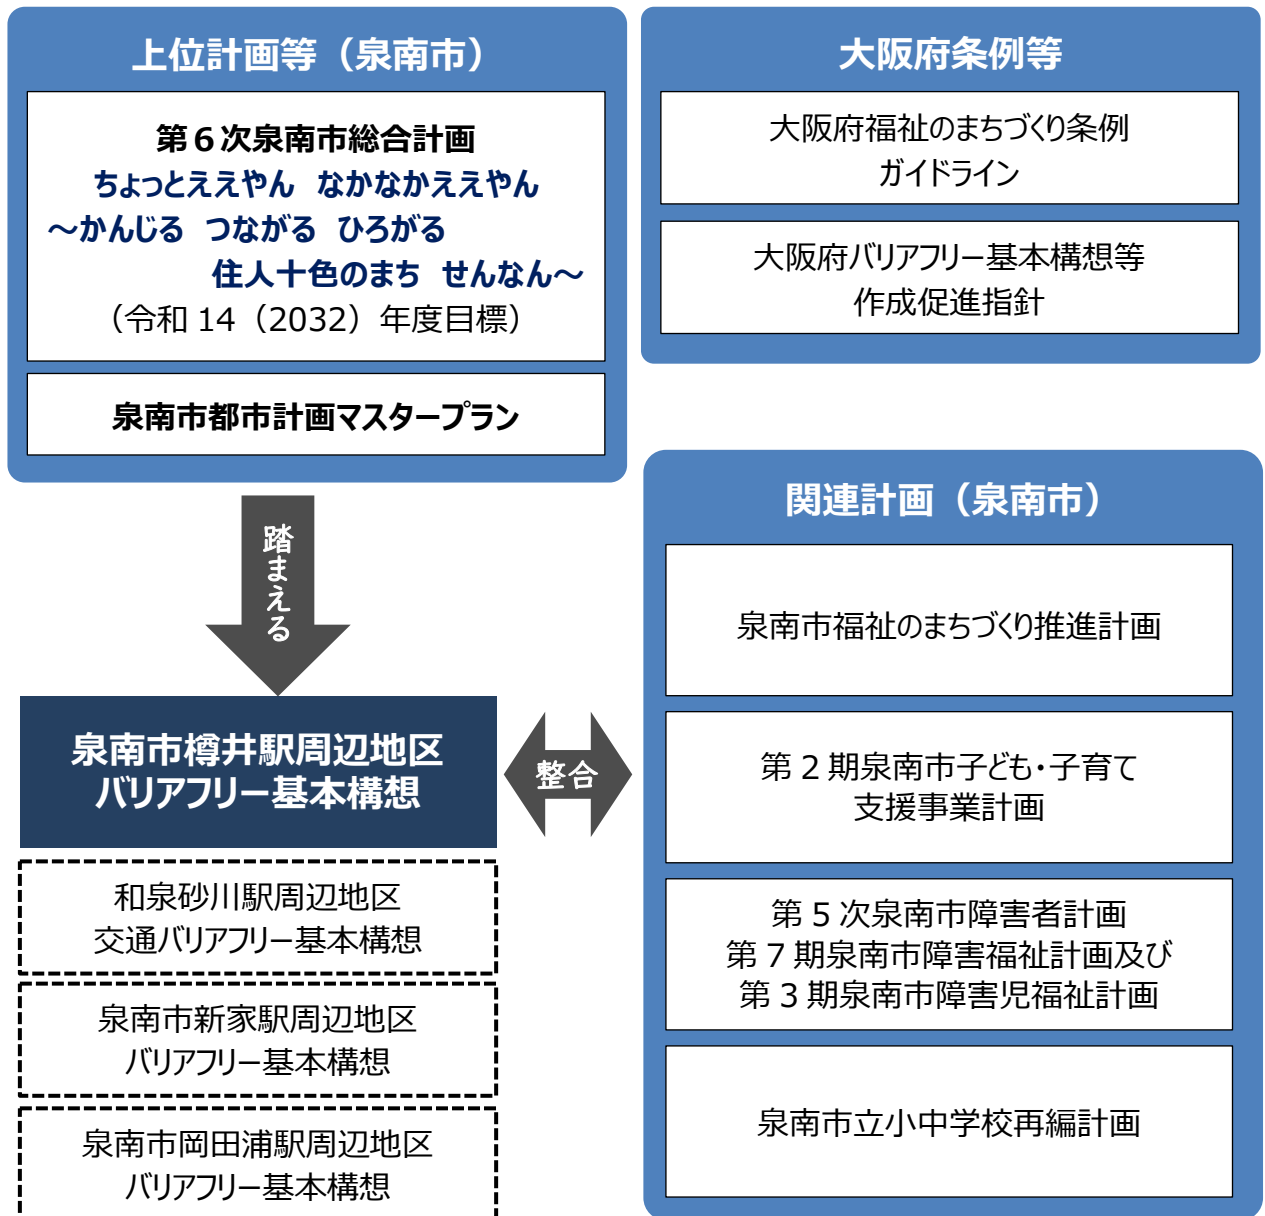 上位計画等（泉南市）
第６次泉南市総合計画
ちょっとええやん なかなかええやん
～かんじる つながる ひろがる
住人十色のまち せんなん～
（令和 14（2032）年度目標）
泉南市都市計画マスタープラン
大阪府条例等
大阪府福祉のまちづくり条例
ガイドライン
大阪府バリアフリー基本構想等
作成促進指針
踏まえる
泉南市樽井駅周辺地区
バリアフリー基本構想
整合
和泉砂川駅周辺地区
交通バリアフリー基本構想
泉南市新家駅周辺地区
バリアフリー基本構想
泉南市岡田浦駅周辺地区
バリアフリー基本構想
関連計画（泉南市）
泉南市福祉のまちづくり推進計画
第２期泉南市子ども・子育て
支援事業計画
第５次泉南市障害者計画
第７期泉南市障害福祉計画及び
第３期泉南市障害児福祉計画
泉南市立小中学校再編計画